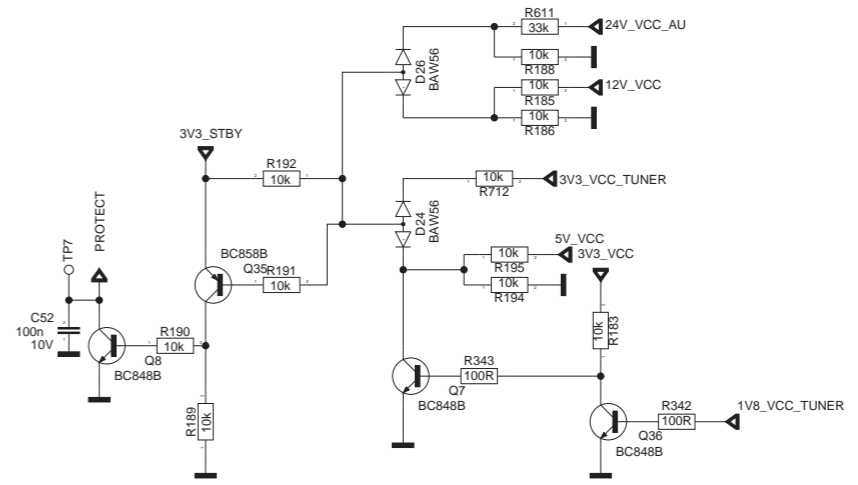 R611
33k
24V_VCC_AU
10k
R188
D26
BAW56
10k
12V_VCC
R185
10k
R186
3V3_STBY
R192
10k
10k
3V3_VCC_TUNER
R712
D24
BAW56
TP7
PROTECT
BC858B
Q35
R191
10k
5V_VCC
3V3_VCC
10k
R195
10k
R194
C52
100n
10V
R190
10k
Q8
BC848B
10k
R183
R343
100R
Q7
BC848B
R189
10k
R342
100R
1V8_VCC_TUNER
Q36
BC848B